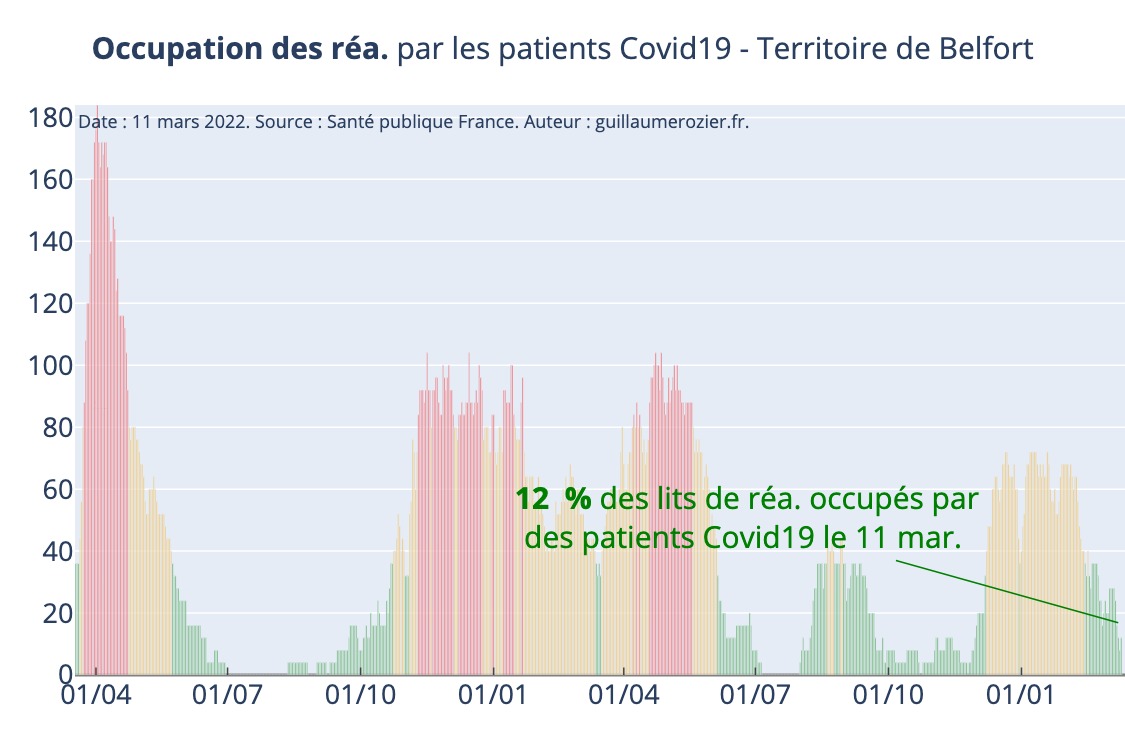 Occupation des réa. par les patients Covid19 - Territoire de Belfort
180
Date : 11 mars 2022. Source : Santé publique France. Auteur : guillaumerozier.fr.
160
140
120
100
80
60
12 % des lits de réa. occupés par
des patients Covid19 le 11 mar.
40
20
0
01/04 01/07 01/10 01/01 01/04 01/07 01/10 01/01